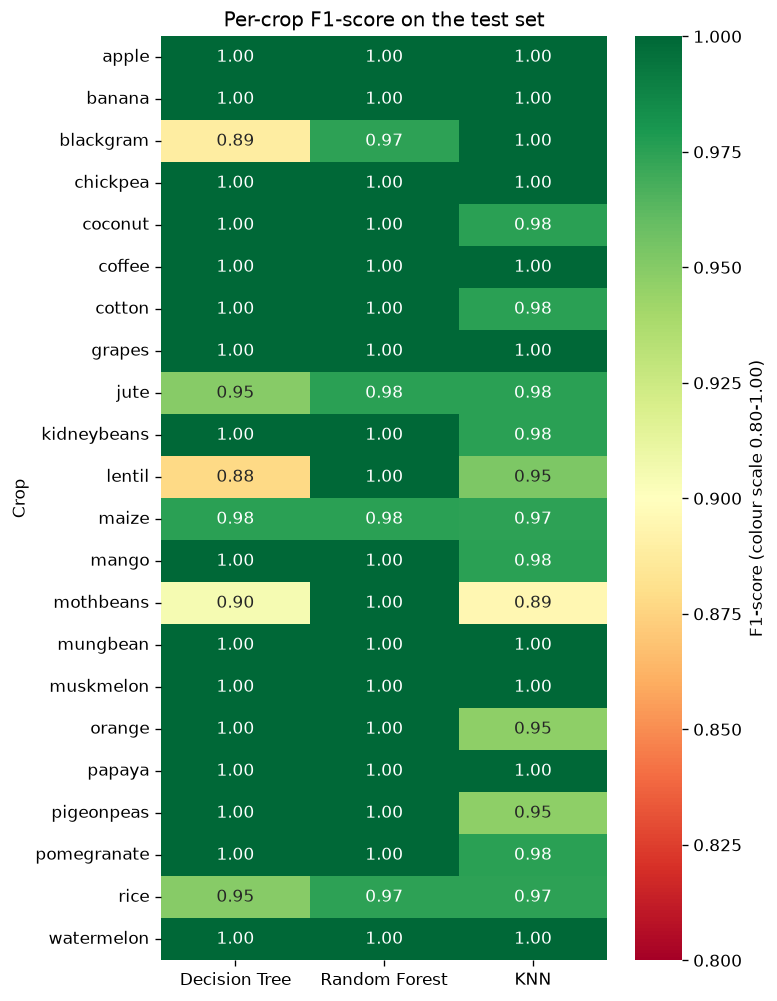 Per-crop F1-score on the test set
apple 1.00 1.00 1.00
banana 1.00 1.00 1.00
blackgram 0.89 0.97 1.00
chickpea 1.00 1.00 1.00
coconut 1.00 1.00 0.98
coffee 1.00 1.00 1.00
cotton 1.00 1.00 0.98
grapes 1.00 1.00 1.00
jute 0.95 0.98 0.98
kidneybeans 1.00 1.00 0.98
lentil 0.88 1.00 0.95
maize 0.98 0.98 0.97
mango 1.00 1.00 0.98
mothbeans 0.90 1.00 0.89
mungbean 1.00 1.00 1.00
muskmelon 1.00 1.00 1.00
orange 1.00 1.00 0.95
papaya 1.00 1.00 1.00
pigeonpeas 1.00 1.00 0.95
pomegranate 1.00 1.00 0.98
rice 0.95 0.97 0.97
watermelon 1.00 1.00 1.00
Decision Tree Random Forest KNN
Crop
1.000
0.975
0.950
0.925
0.900
0.875
0.850
0.825
0.800
F1-score (colour scale 0.80-1.00)